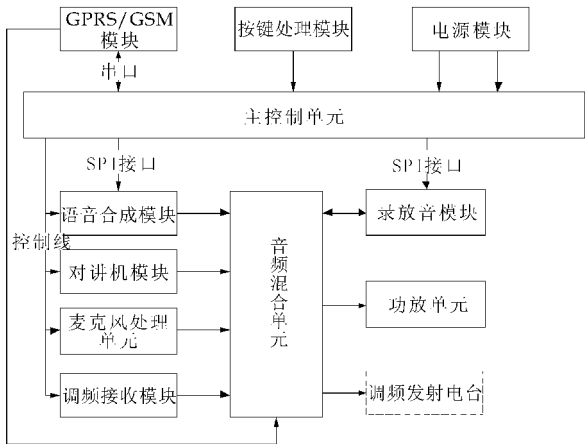 GPRS/GSM
模块
按键处理模块
电源模块
串口
主控制单元
SPI接口
SPI接口
语音合成模块
录放音模块
控制线
音频混合单元
对讲机模块
功放单元
麦克风处理
单元
调频接收模块
调频发射电台